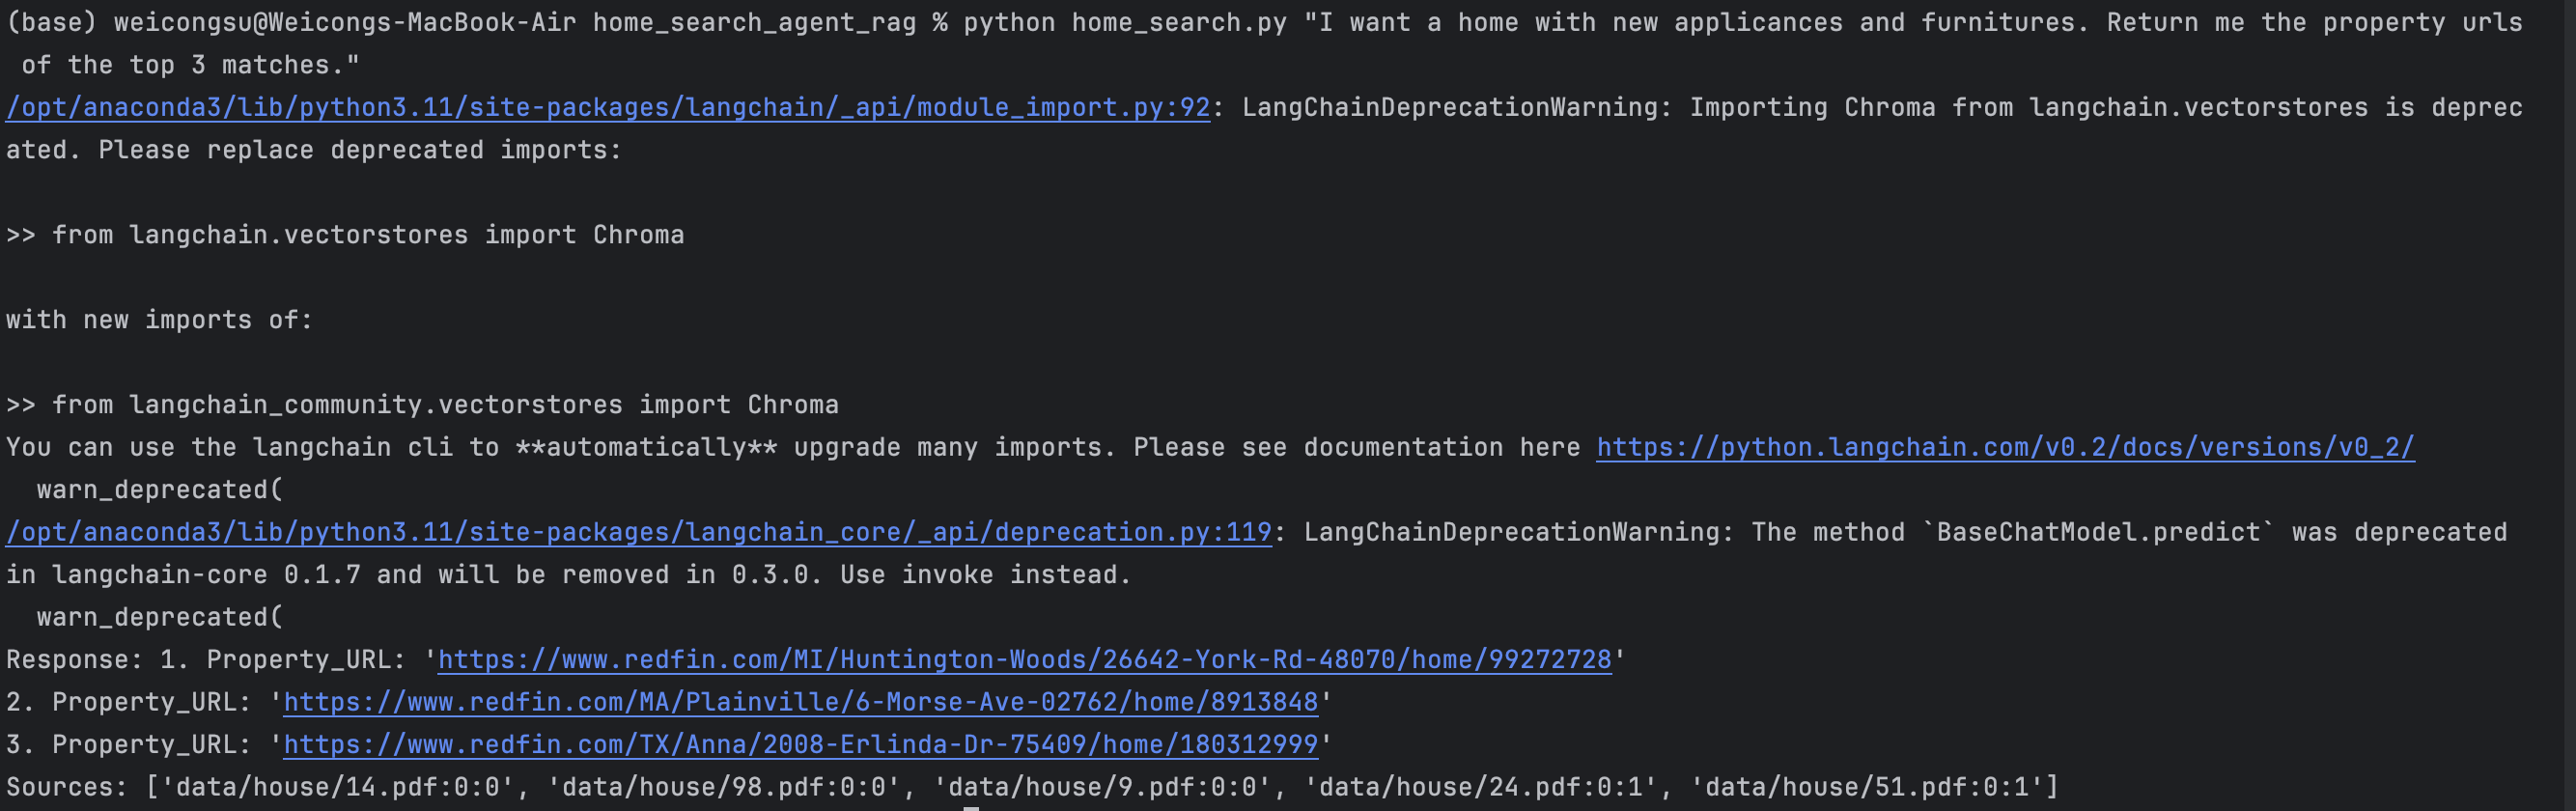 (base) weicongsu@Weicongs-MacBook-Air home_search_agent_rag % python home_search.py "I want a home with new applicances and furnitures. Return me the property urls
 of the top 3 matches."
/opt/anaconda3/lib/python3.11/site-packages/langchain/_api/module_import.py:92: LangChainDeprecationWarning: Importing Chroma from langchain.vectorstores is deprec
ated. Please replace deprecated imports:
>> from langchain.vectorstores import Chroma
with new imports of:
>> from langchain_community.vectorstores import Chroma
You can use the langchain cli to **automatically** upgrade many imports. Please see documentation here https://python.langchain.com/v0.2/docs/versions/v0_2/
  warn_deprecated(
/opt/anaconda3/lib/python3.11/site-packages/langchain_core/_api/deprecation.py:119: LangChainDeprecationWarning: The method `BaseChatModel.predict` was deprecated
in langchain-core 0.1.7 and will be removed in 0.3.0. Use invoke instead.
  warn_deprecated(
Response: 1. Property_URL: 'https://www.redfin.com/MI/Huntington-Woods/26642-York-Rd-48070/home/99272728'
2. Property_URL: 'https://www.redfin.com/MA/Plainville/6-Morse-Ave-02762/home/8913848'
3. Property_URL: 'https://www.redfin.com/TX/Anna/2008-Erlinda-Dr-75409/home/180312999'
Sources: ['data/house/14.pdf:0:0', 'data/house/98.pdf:0:0', 'data/house/9.pdf:0:0', 'data/house/24.pdf:0:1', 'data/house/51.pdf:0:1']